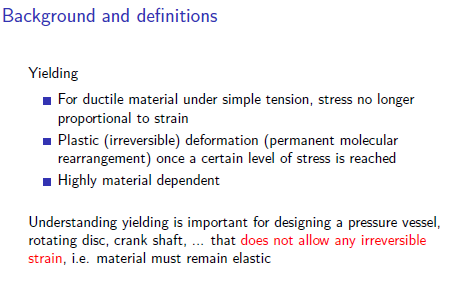 Background and definitions
Yielding
For ductile material under simple tension, stress no longer
proportional to strain
Plastic (irreversible) deformation (permanent molecular
rearrangement) once a certain level of stress is reached
Highly material dependent
Understanding yielding is important for designing a pressure vessel,
rotating disc, crank shaft, ... that does not allow any irreversible
strain, i.e. material must remain elastic